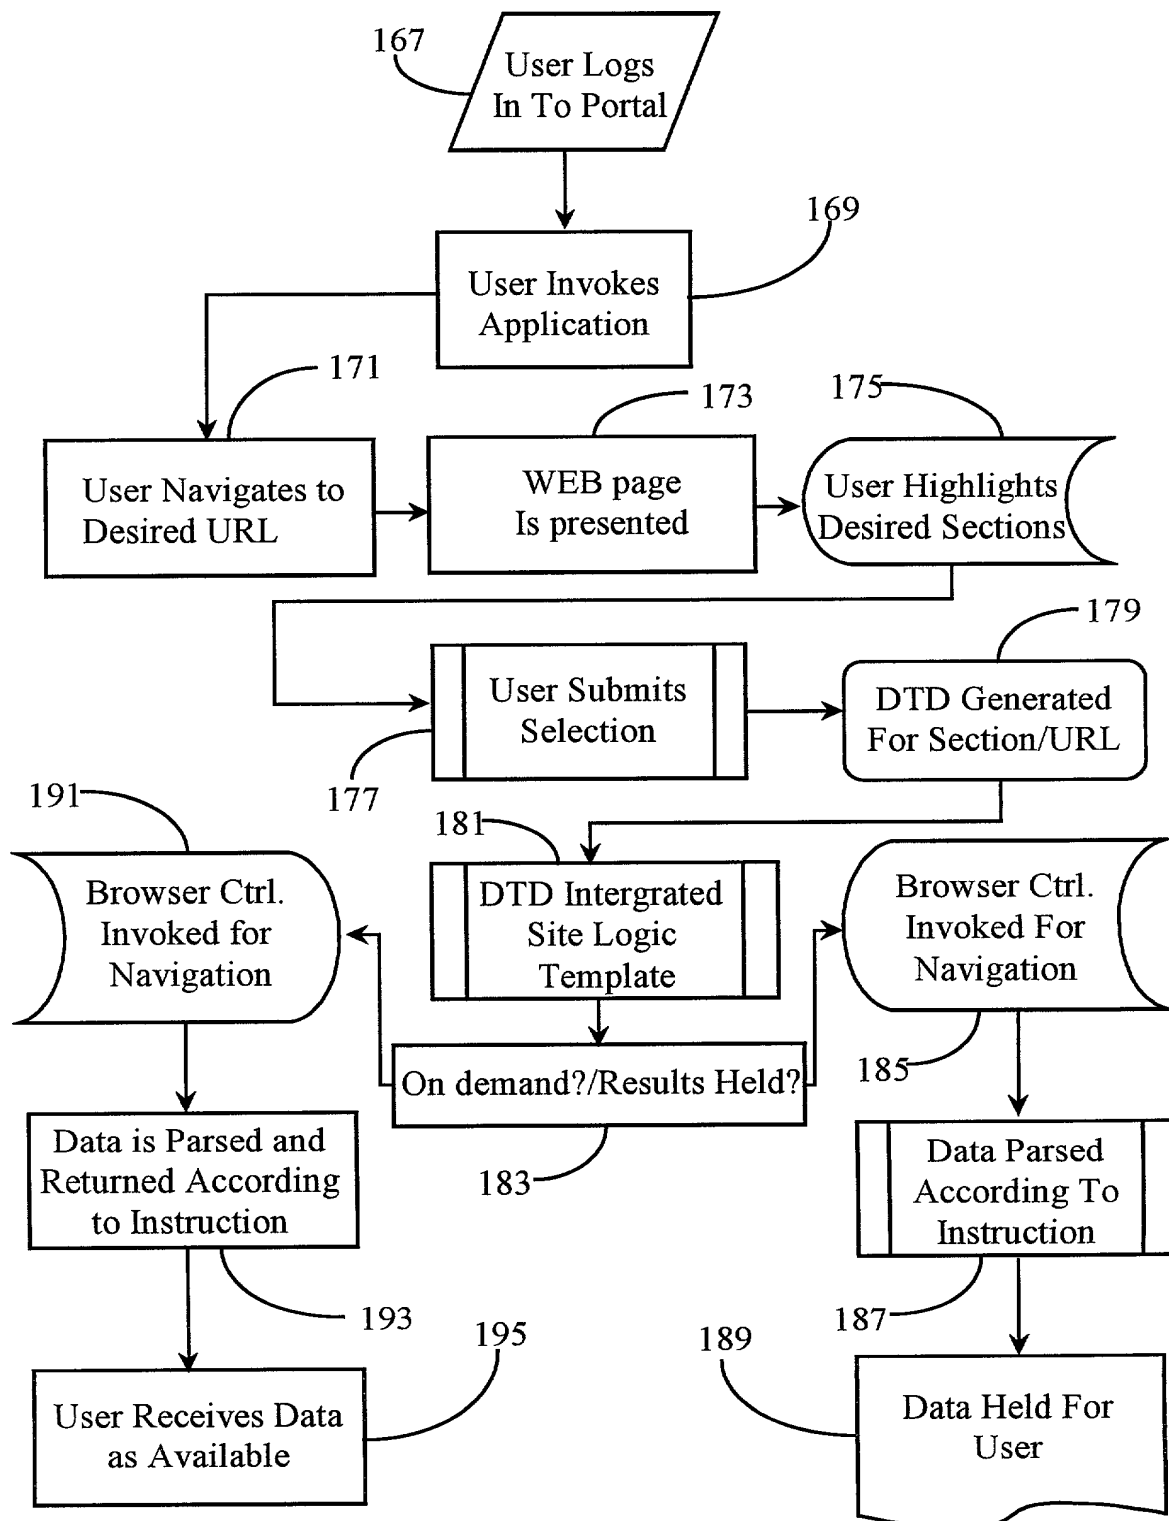 167
User Logs
In To Portal
169
User Invokes
Application
171
User Navigates to
Desired URL
173
WEB page
Is presented
175
User Highlights
Desired Sections
177
User Submits
Selection
179
DTD Generated
For Section/URL
181
DTD Intergrated
Site Logic
Template
On demand?/Results Held?
183
191
Browser Ctrl.
Invoked for
Navigation
Data is Parsed and
Returned According
to Instruction
193
User Receives Data
as Available
195
Browser Ctrl.
Invoked For
Navigation
185
Data Parsed
According To
Instruction
187
189
Data Held For
User